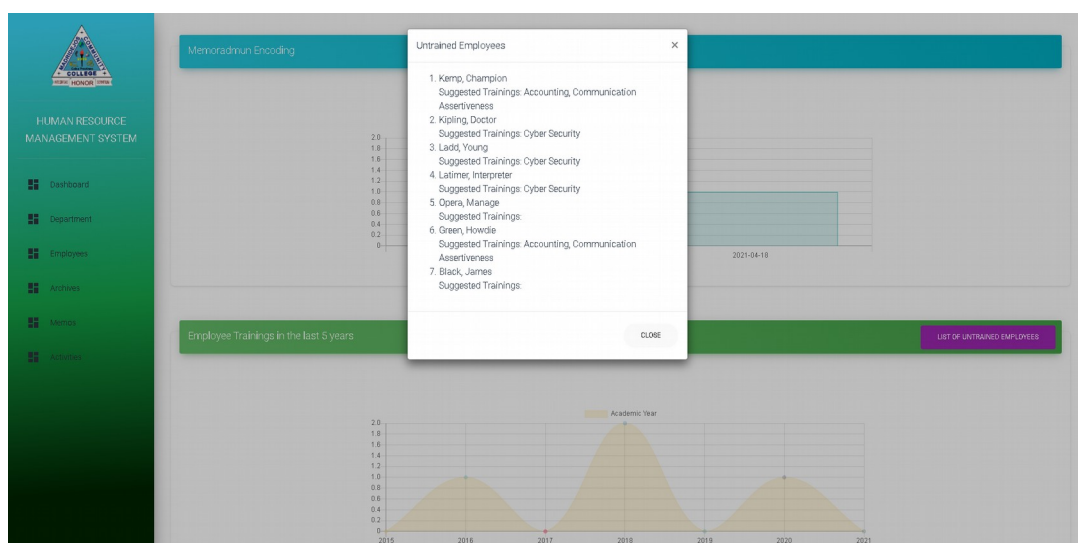 COMMUNITY
COLLEGE
HONOR
HUMAN RESOURCE
MANAGEMENT SYSTEM
Dashboard
Department
Employees
Archives
Memos
Activities
Memoradmun Encoding
2.0
1.8
1.6
1.4
1.2
1.0
0.8
0.6
0.4
0.2
0
2021-04-18
Untrained Employees ×
1. Kemp, Champion
Suggested Trainings: Accounting, Communication
Assertiveness
2. Kipling, Doctor
Suggested Trainings: Cyber Security
3. Ladd, Young
Suggested Trainings: Cyber Security
4. Latimer, Interpreter
Suggested Trainings: Cyber Security
5. Opera, Manage
Suggested Trainings:
6. Green, Howdie
Suggested Trainings: Accounting, Communication
Assertiveness
7. Black, James
Suggested Trainings:
CLOSE
Employee Trainings in the last 5 years
LIST OF UNTRAINED EMPLOYEES
Academic Year
2.0
1.8
1.6
1.4
1.2
1.0
0.8
0.6
0.4
0.2
0
2015 2016 2017 2018 2019 2020 2021